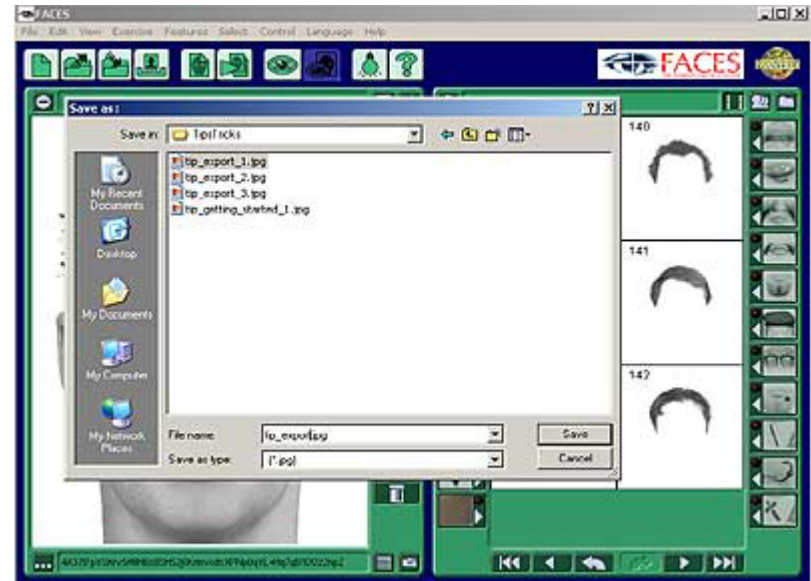 FACES
File Edit View Exercise Features Select Control Language Help
FACES
Save as:
Save in: TipsTricks
tip_export_1.jpg
tip_export_2.jpg
tip_export_3.jpg
tip_getting_started_1.jpg
My Recent
Documents
Desktop
My Documents
My Computer
My Network
Places
File name:
Save
Save as type: (*.jpg)
Cancel
140
141
142